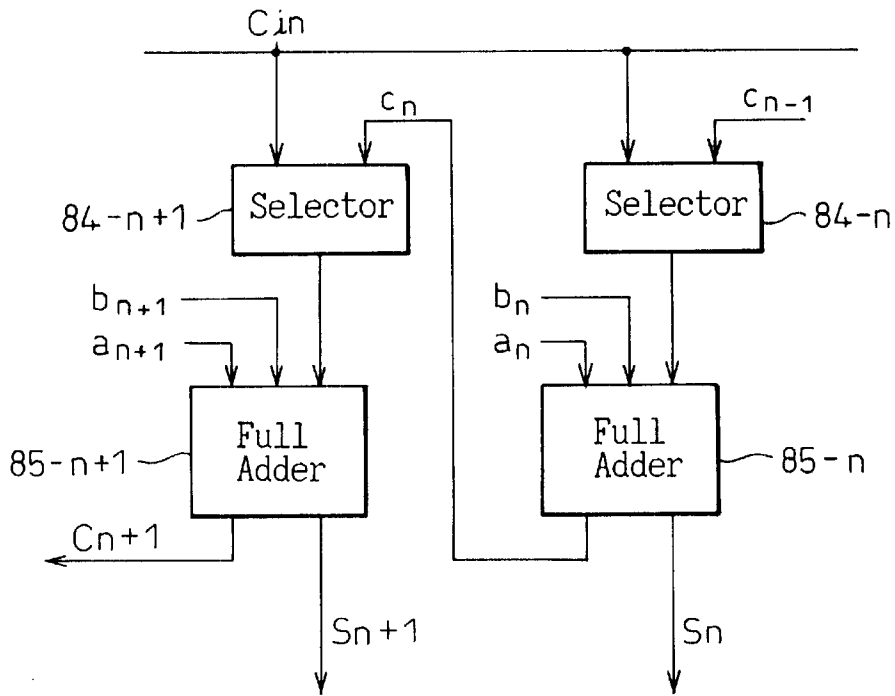 Cin
cn
cn-1
Selector
84-n+1
Selector
84-n
bn+1
an+1
bn
an
Full
Adder
85-n+1
Full
Adder
85-n
Cn+1
Sn+1
Sn